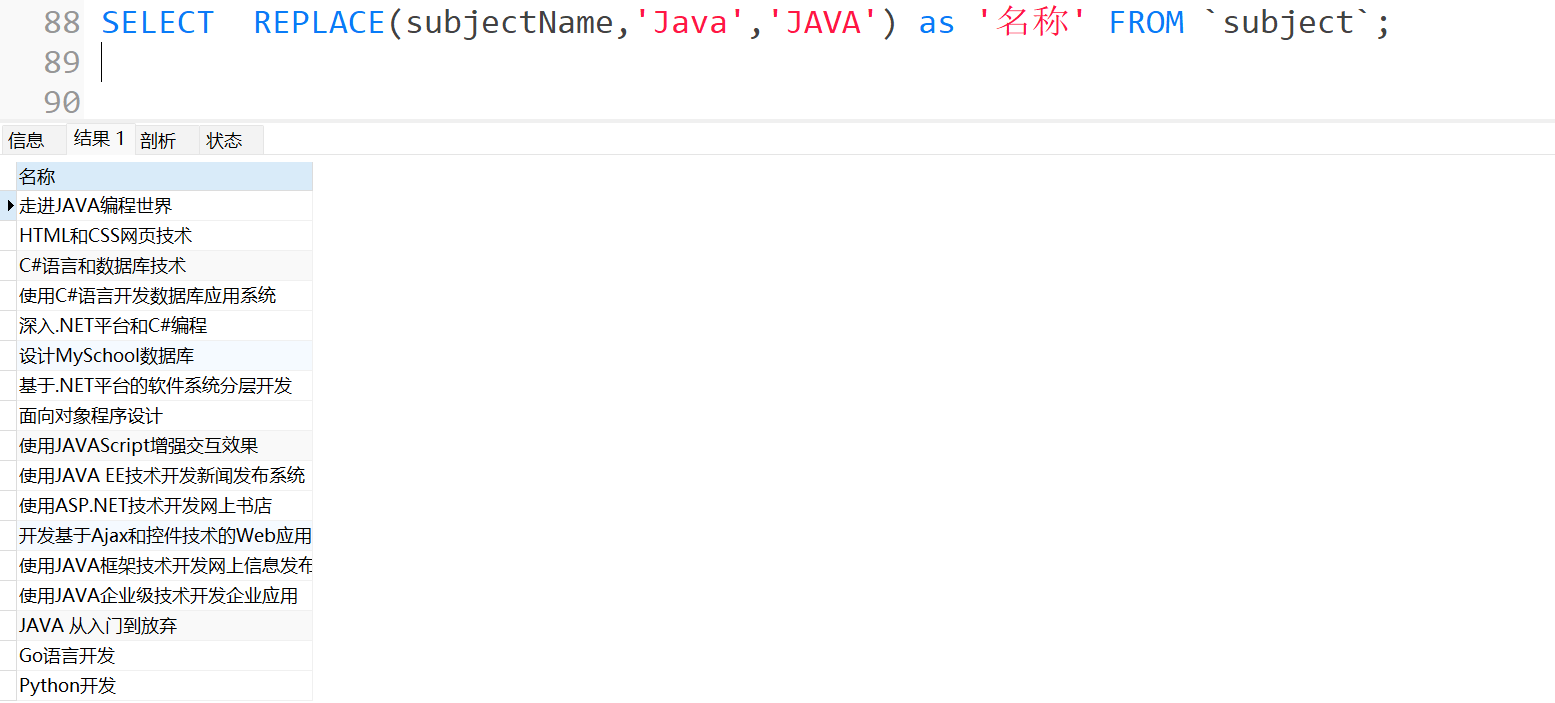 88 SELECT  REPLACE(subjectName,'Java','JAVA') as '名称' FROM `subject`;
89
90
信息 结果 1 剖析 状态
名称
走进JAVA编程世界
HTML和CSS网页技术
C#语言和数据库技术
使用C#语言开发数据库应用系统
深入.NET平台和C#编程
设计MySchool数据库
基于.NET平台的软件系统分层开发
面向对象程序设计
使用JAVAScript增强交互效果
使用JAVA EE技术开发新闻发布系统
使用ASP.NET技术开发网上书店
开发基于Ajax和控件技术的Web应用
使用JAVA框架技术开发网上信息发布
使用JAVA企业级技术开发企业应用
JAVA 从入门到放弃
Go语言开发
Python开发